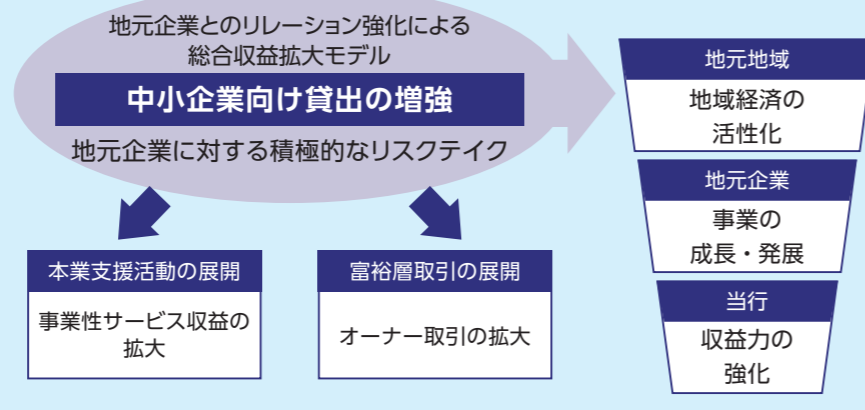 地元企業とのリレーション強化による
総合収益拡大モデル
中小企業向け貸出の増強
地元企業に対する積極的なリスクテイク
本業支援活動の展開
事業性サービス収益の
拡大
富裕層取引の展開
オーナー取引の拡大
地元地域
地域経済の
活性化
地元企業
事業の
成長・発展
当行
収益力の
強化